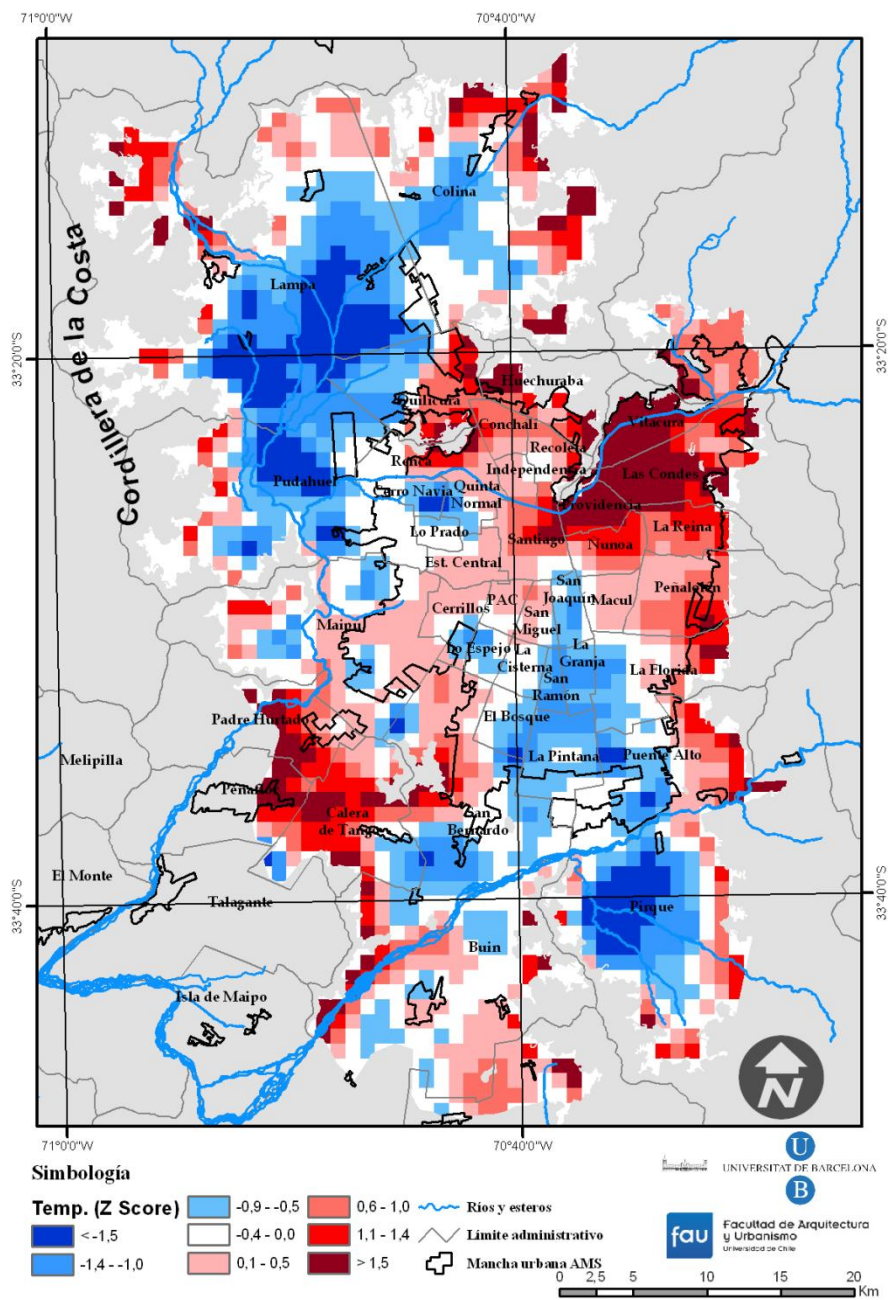 71°0'0"W
70°40'0"W
Colina
Lampa
Cordillera de la Costa
33°20'0"S
33°20'0"S
Huechuraba
Quilicura
Conchalí
Vitacura
Recoleta
Renca
Independencia
Las Condes
Pudahuel
Cerro Navia
Quinta
Normal
Providencia
Lo Prado
Santiago
Ñunoa
La Reina
Est. Central
San
Joaquín
Peñalolén
Cerrillos
PAC
Macul
Maipú
San
Miguel
Lo Espejo
La
Cisterna
La
Granja
San
Ramón
La Florida
Padre Hurtado
El Bosque
Melipilla
La Pintana
Puente Alto
Peñaflor
Calera
de Tango
San
Bernardo
El Monte
Talagante
Pirque
33°40'0"S
33°40'0"S
Buin
Isla de Maipo
N
71°0'0"W
70°40'0"W
Simbología
Temp. (Z Score)
< -1,5
-1,4 - -1,0
-0,9 - -0,5
-0,4 - 0,0
0,1 - 0,5
0,6 - 1,0
1,1 - 1,4
> 1,5
Ríos y esteros
Límite administrativo
Mancha urbana AMS
U
UNIVERSITAT DE BARCELONA
B
fau
Facultad de Arquitectura
y Urbanismo
Universidad de Chile
0 2,5 5 10 15 20
Km